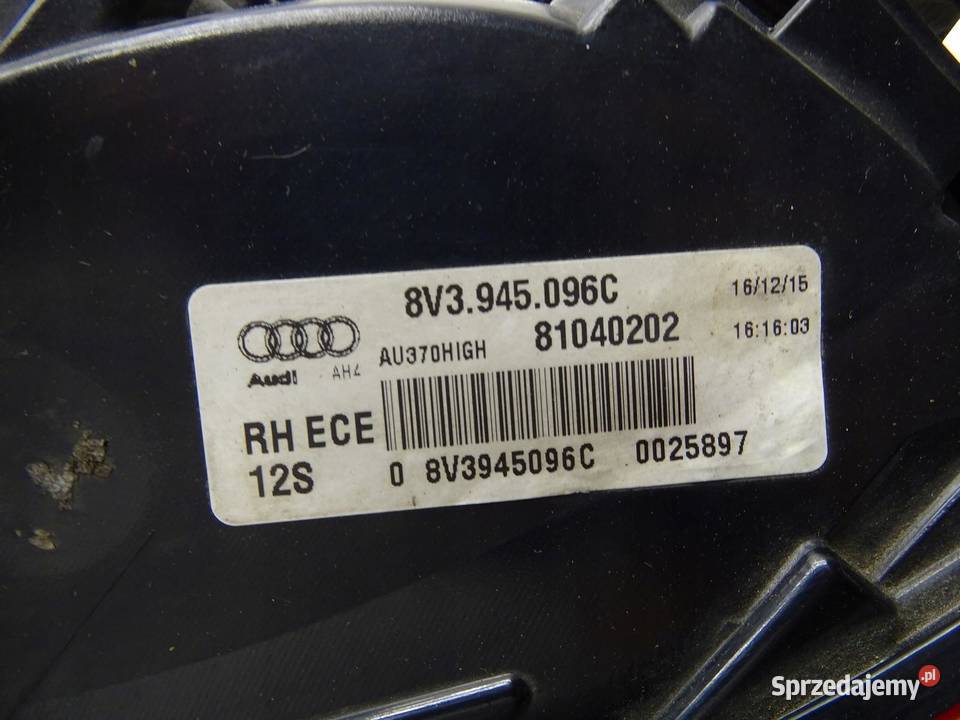 8V3.945.096C 16/12/15
81040202 16:16:03
AU370HIGH
Audi AH4
RH ECE
12S
0 8V3945096C 0025897
Sprzedajemy.pl